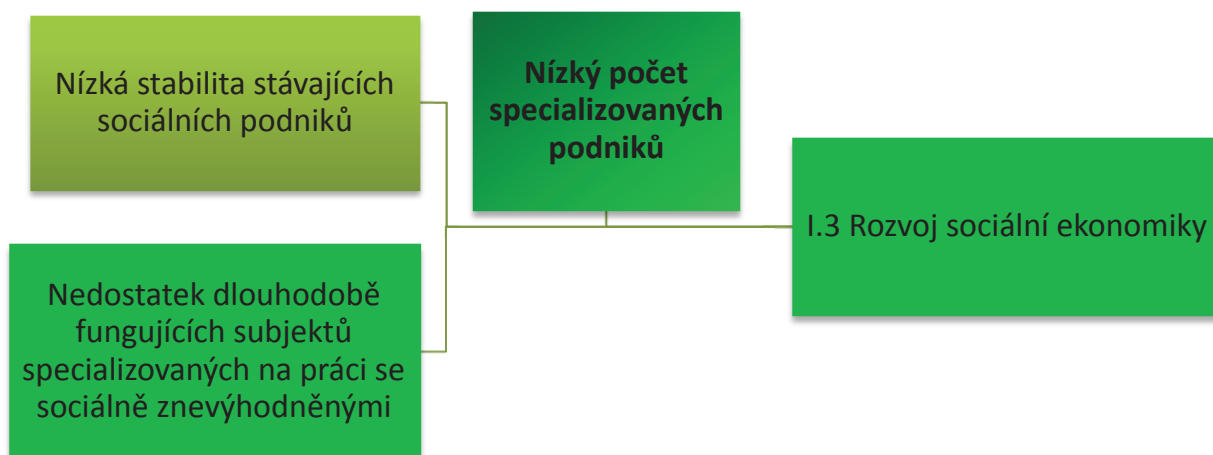 Nízká stabilita stávajících
sociálních podniků
Nízký počet
specializovaných
podniků
I.3 Rozvoj sociální ekonomiky
Nedostatek dlouhodobě
fungujících subjektů
specializovaných na práci se
sociálně znevýhodněnými